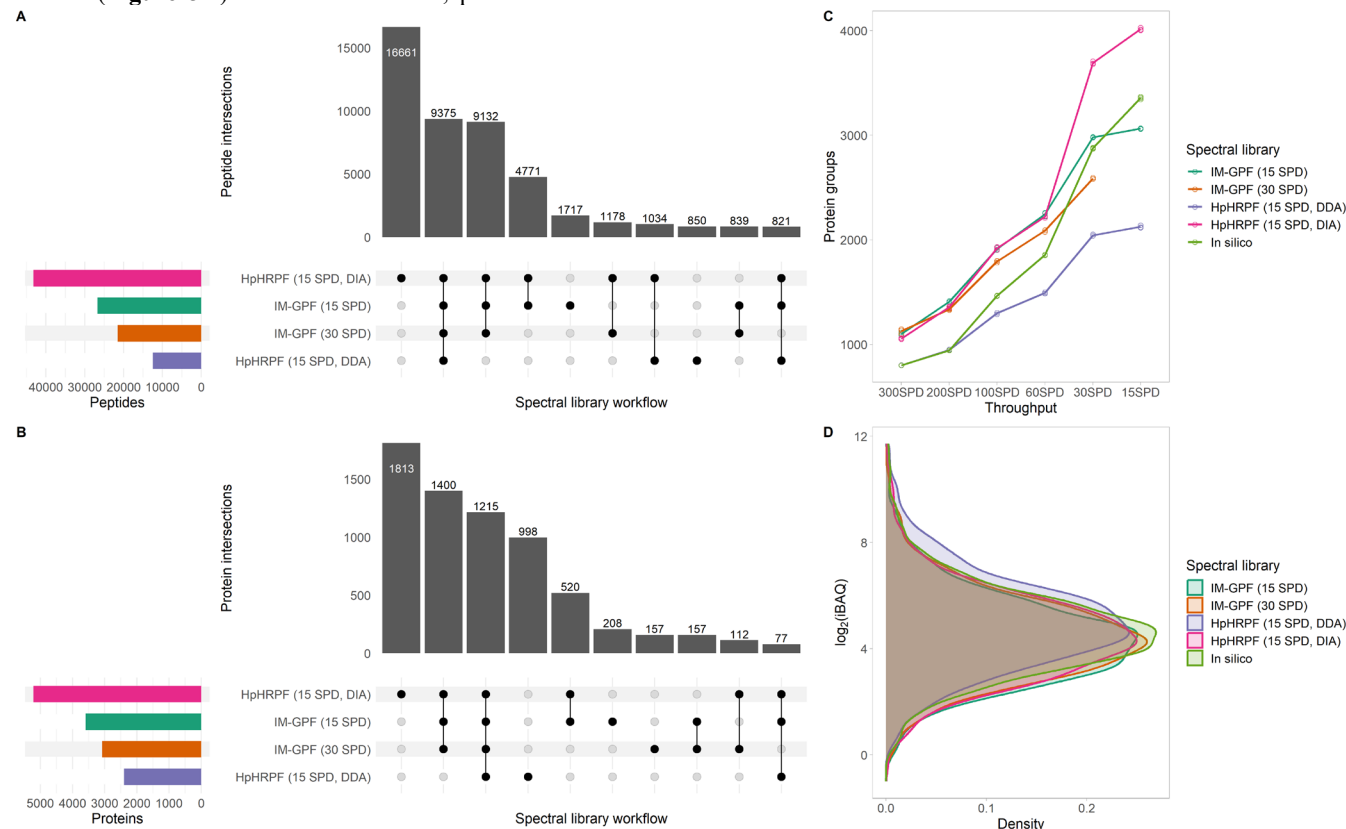 A
Peptide intersections
15000
10000
5000
0
16661
9375
9132
4771
1717
1178
1034
850
839
821
HpHRPF (15 SPD, DIA)
IM-GPF (15 SPD)
IM-GPF (30 SPD)
HpHRPF (15 SPD, DDA)
40000 30000 20000 10000 0
Peptides
Spectral library workflow
B
Protein intersections
1500
1000
500
0
1813
1400
1215
998
520
208
157
157
112
77
HpHRPF (15 SPD, DIA)
IM-GPF (15 SPD)
IM-GPF (30 SPD)
HpHRPF (15 SPD, DDA)
5000 4000 3000 2000 1000 0
Proteins
Spectral library workflow
C
Protein groups
4000
3000
2000
1000
300SPD 200SPD 100SPD 60SPD 30SPD 15SPD
Throughput
Spectral library
IM-GPF (15 SPD)
IM-GPF (30 SPD)
HpHRPF (15 SPD, DDA)
HpHRPF (15 SPD, DIA)
In silico
D
log2(iBAQ)
12
8
4
0
0.0 0.1 0.2
Density
Spectral library
IM-GPF (15 SPD)
IM-GPF (30 SPD)
HpHRPF (15 SPD, DDA)
HpHRPF (15 SPD, DIA)
In silico